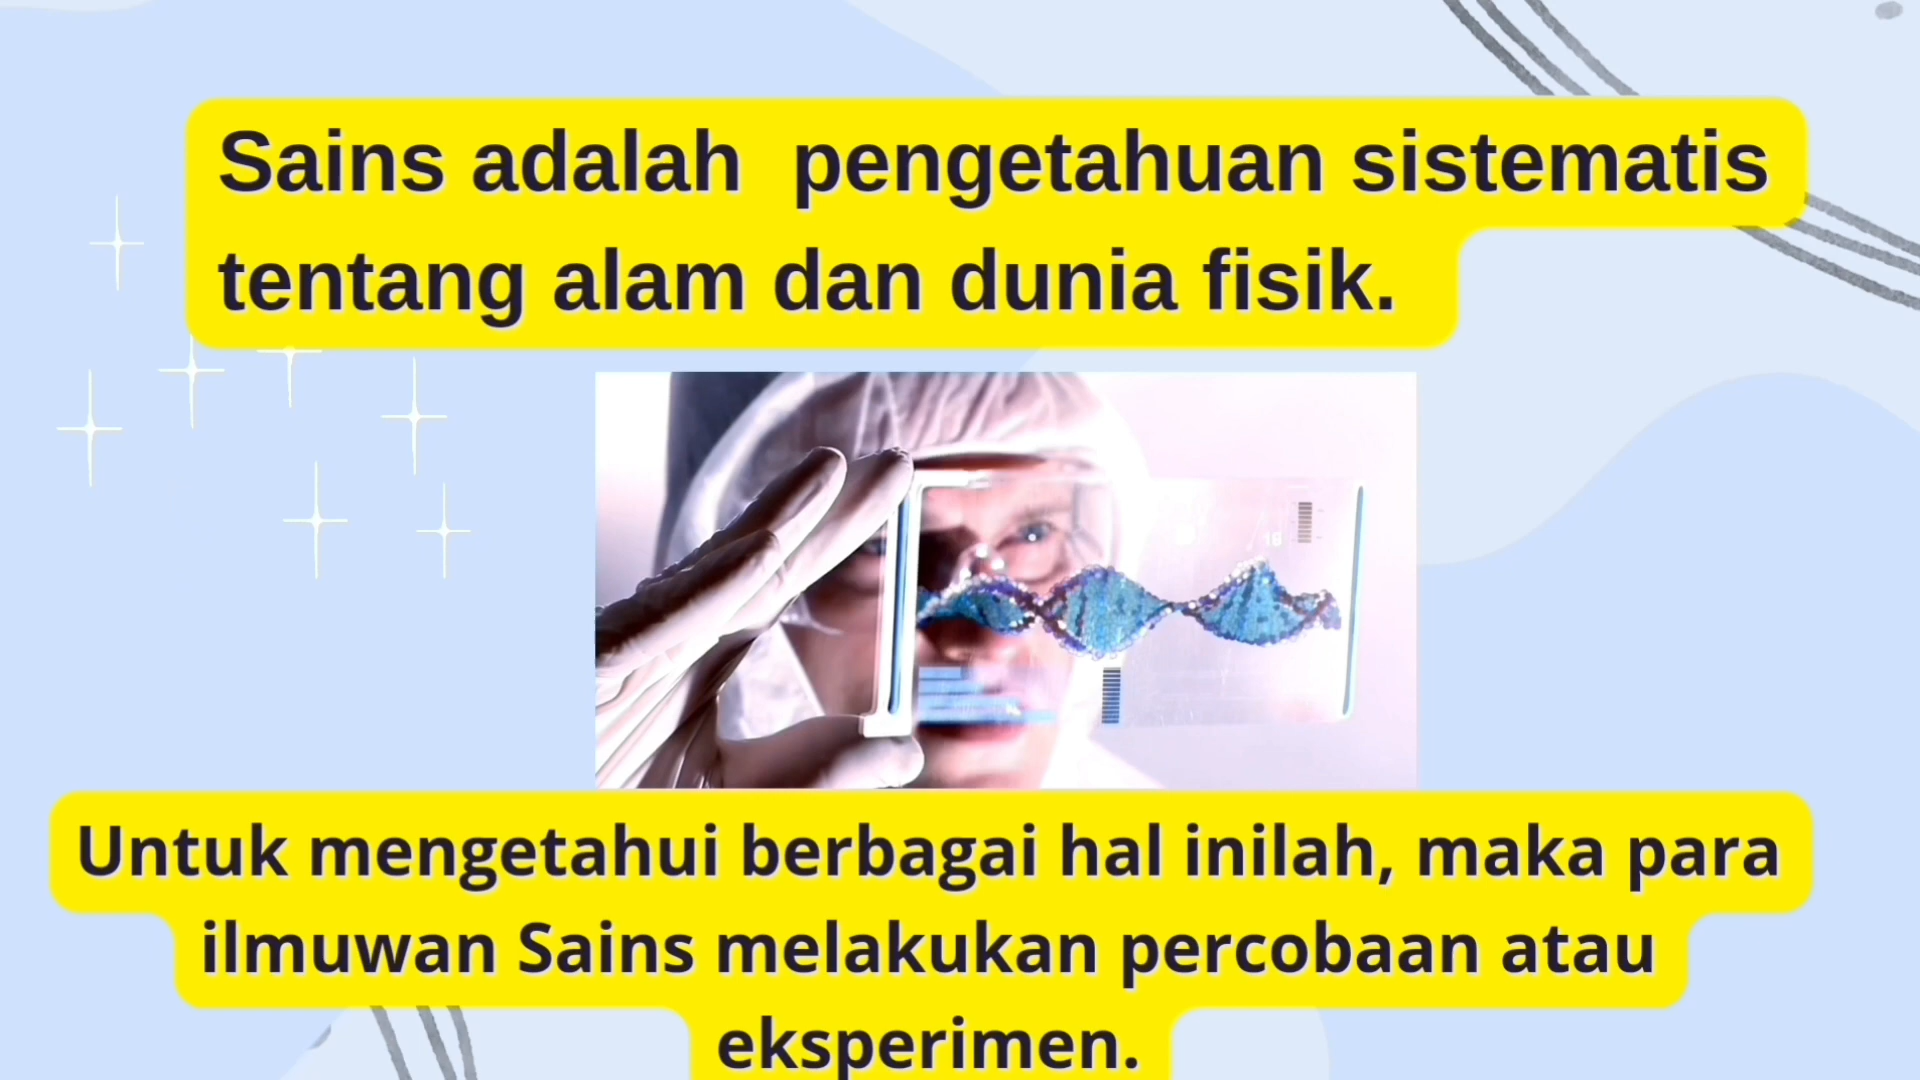 Sains adalah  pengetahuan sistematis
tentang alam dan dunia fisik.
18
Untuk mengetahui berbagai hal inilah, maka para
ilmuwan Sains melakukan percobaan atau
eksperimen.